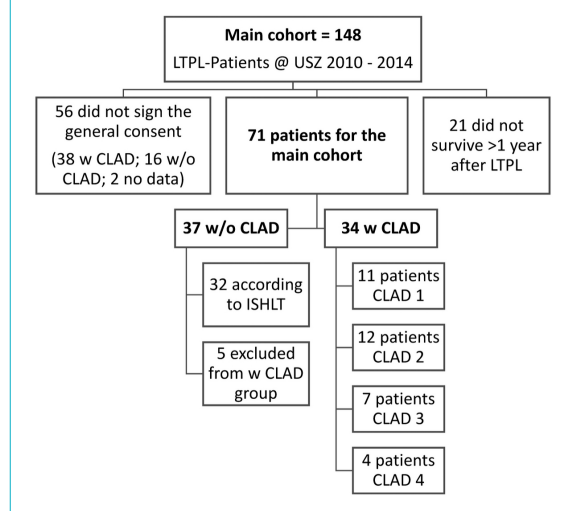 Main cohort = 148
LTPL-Patients @ USZ 2010 - 2014
56 did not sign the
general consent
(38 w CLAD; 16 w/o
CLAD; 2 no data)
71 patients for the
main cohort
21 did not
survive >1 year
after LTPL
37 w/o CLAD
34 w CLAD
32 according
to ISHLT
5 excluded
from w CLAD
group
11 patients
CLAD 1
12 patients
CLAD 2
7 patients
CLAD 3
4 patients
CLAD 4